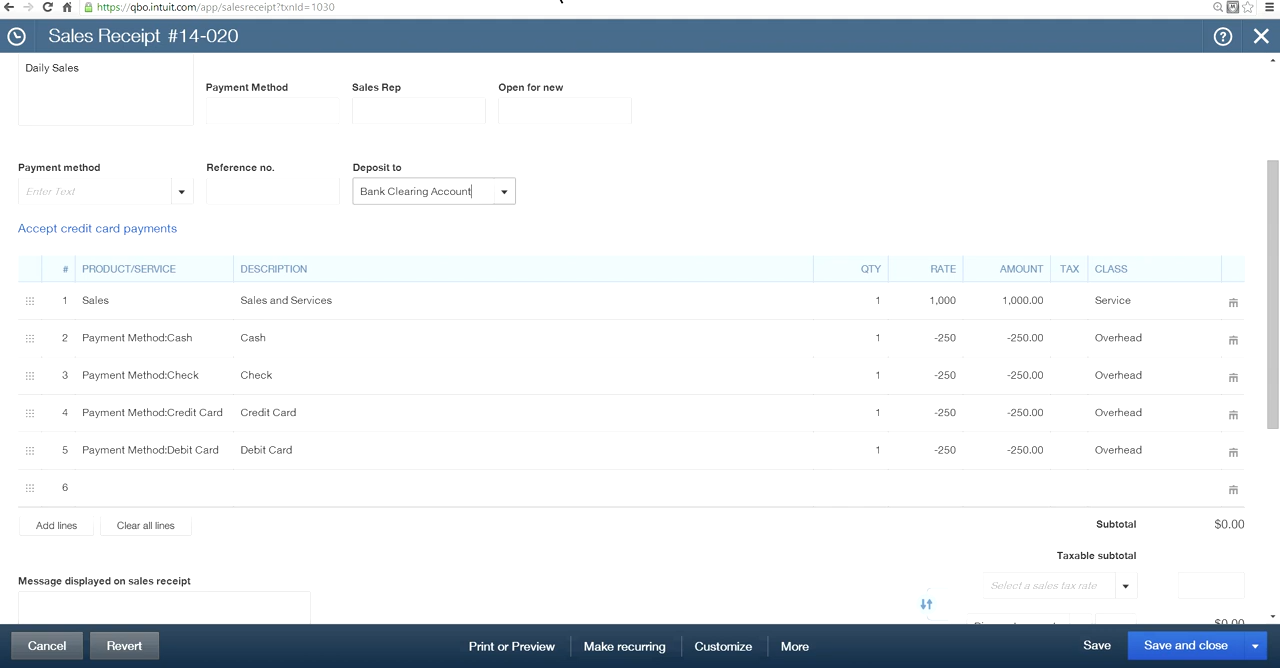 https://qbo.intuit.com/app/salesreceipt?txnId=1030
Sales Receipt #14-020
Daily Sales
Payment Method Sales Rep Open for new
Payment method Reference no. Deposit to
Enter Text Bank Clearing Account
Accept credit card payments
# PRODUCT/SERVICE DESCRIPTION QTY RATE AMOUNT TAX CLASS
1 Sales Sales and Services 1 1,000 1,000.00 Service
2 Payment Method:Cash Cash 1 -250 -250.00 Overhead
3 Payment Method:Check Check 1 -250 -250.00 Overhead
4 Payment Method:Credit Card Credit Card 1 -250 -250.00 Overhead
5 Payment Method:Debit Card Debit Card 1 -250 -250.00 Overhead
6
Add lines Clear all lines Subtotal $0.00
Taxable subtotal
Message displayed on sales receipt Select a sales tax rate
$0.00
Cancel Revert Print or Preview Make recurring Customize More Save Save and close